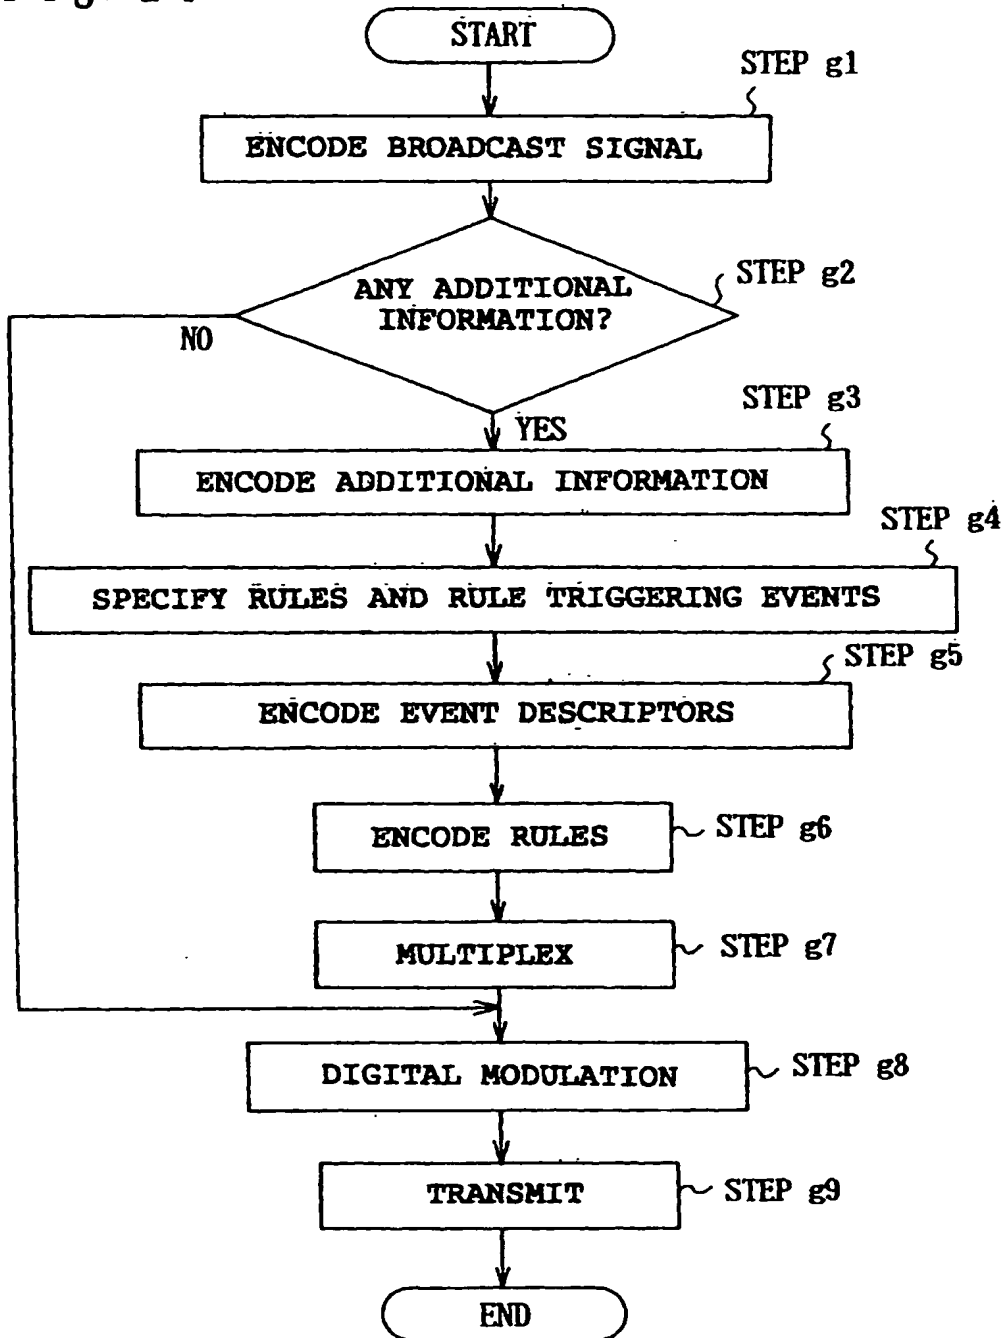 START
STEP g1
ENCODE BROADCAST SIGNAL
STEP g2
ANY ADDITIONAL
INFORMATION?
NO
STEP g3
YES
ENCODE ADDITIONAL INFORMATION
STEP g4
SPECIFY RULES AND RULE TRIGGERING EVENTS
STEP g5
ENCODE EVENT DESCRIPTORS
ENCODE RULES
STEP g6
MULTIPLEX
STEP g7
DIGITAL MODULATION
STEP g8
TRANSMIT
STEP g9
END